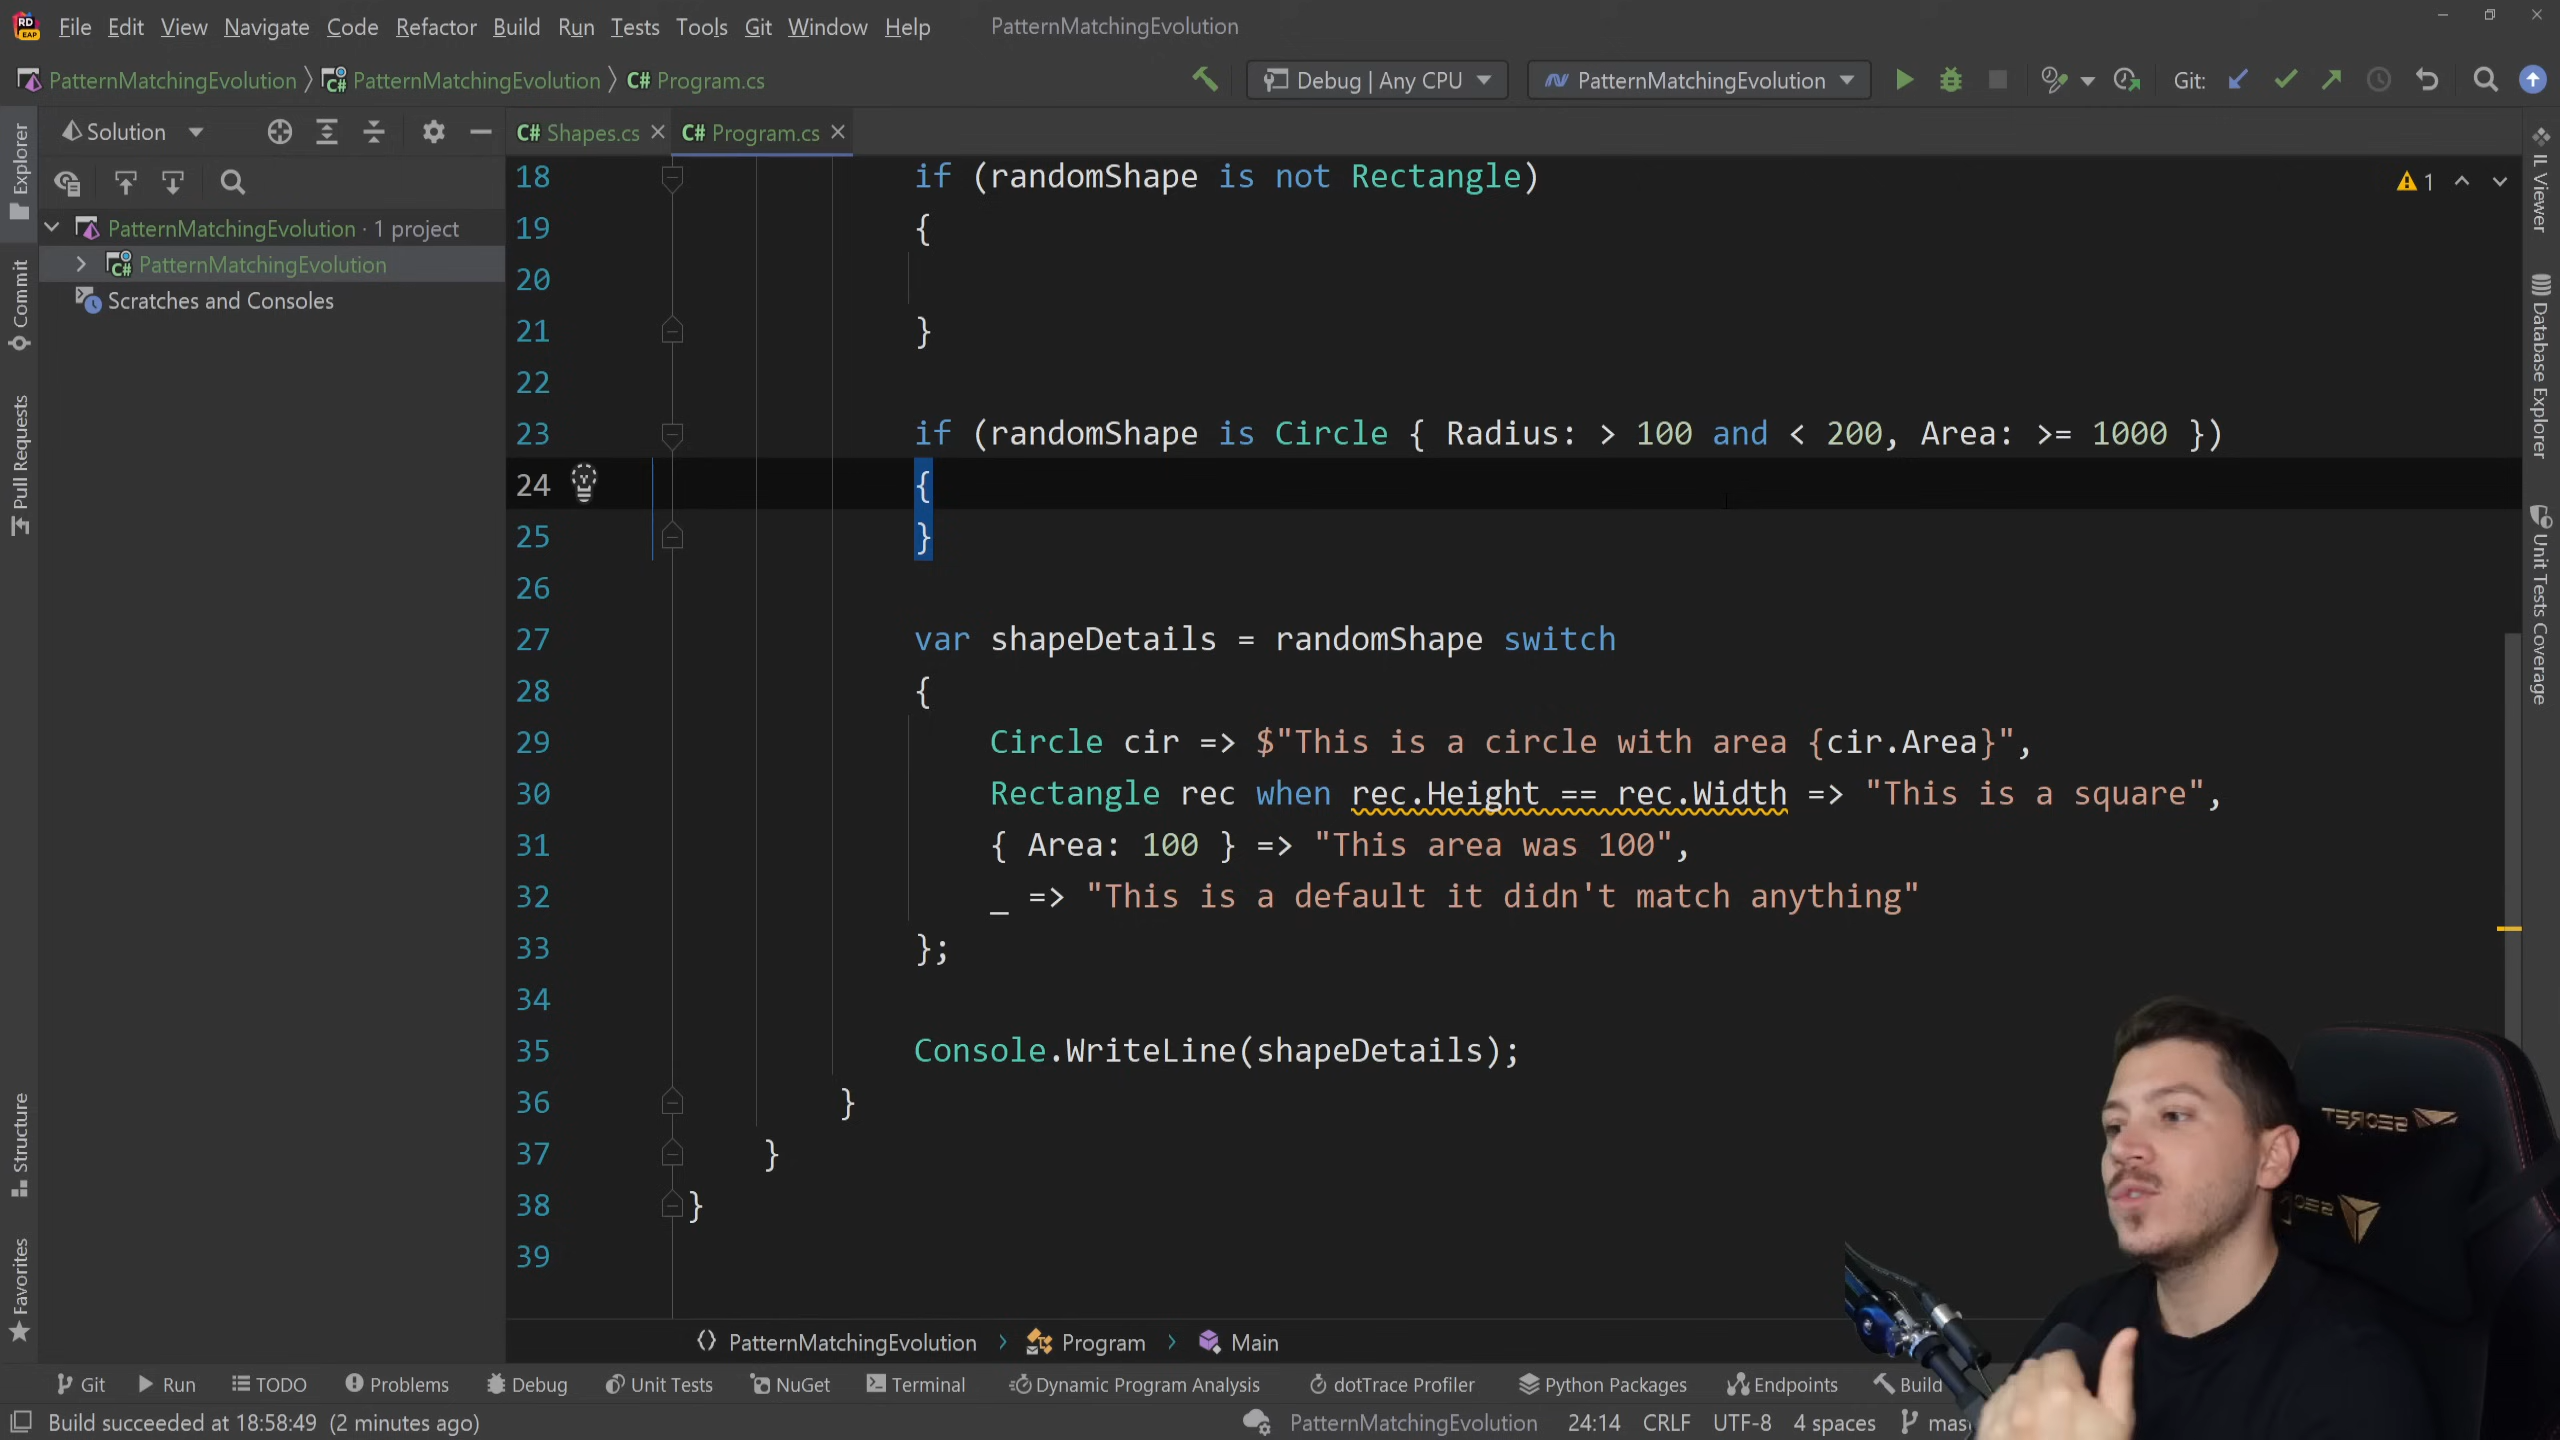 RD EAP File Edit View Navigate Code Refactor Build Run Tests Tools Git Window Help PatternMatchingEvolution
PatternMatchingEvolution C# PatternMatchingEvolution C# Program.cs Debug | Any CPU PatternMatchingEvolution Git:
Explorer
Commit
Pull Requests
Structure
Favorites
Solution
PatternMatchingEvolution · 1 project
C# PatternMatchingEvolution
Scratches and Consoles
C# Shapes.cs C# Program.cs
1
18 if (randomShape is not Rectangle)
19 {
20
21 }
22
23 if (randomShape is Circle { Radius: > 100 and < 200, Area: >= 1000 })
24 {
25 }
26
27 var shapeDetails = randomShape switch
28 {
29 Circle cir => $"This is a circle with area {cir.Area}",
30 Rectangle rec when rec.Height == rec.Width => "This is a square",
31 { Area: 100 } => "This area was 100",
32 _ => "This is a default it didn't match anything"
33 };
34
35 Console.WriteLine(shapeDetails);
36 }
37 }
38 }
39
IL Viewer
Database Explorer
Unit Tests Coverage
SECRET
PatternMatchingEvolution Program Main
Git Run TODO Problems Debug Unit Tests NuGet Terminal Dynamic Program Analysis dotTrace Profiler Python Packages Endpoints Build
Build succeeded at 18:58:49 (2 minutes ago) PatternMatchingEvolution 24:14 CRLF UTF-8 4 spaces